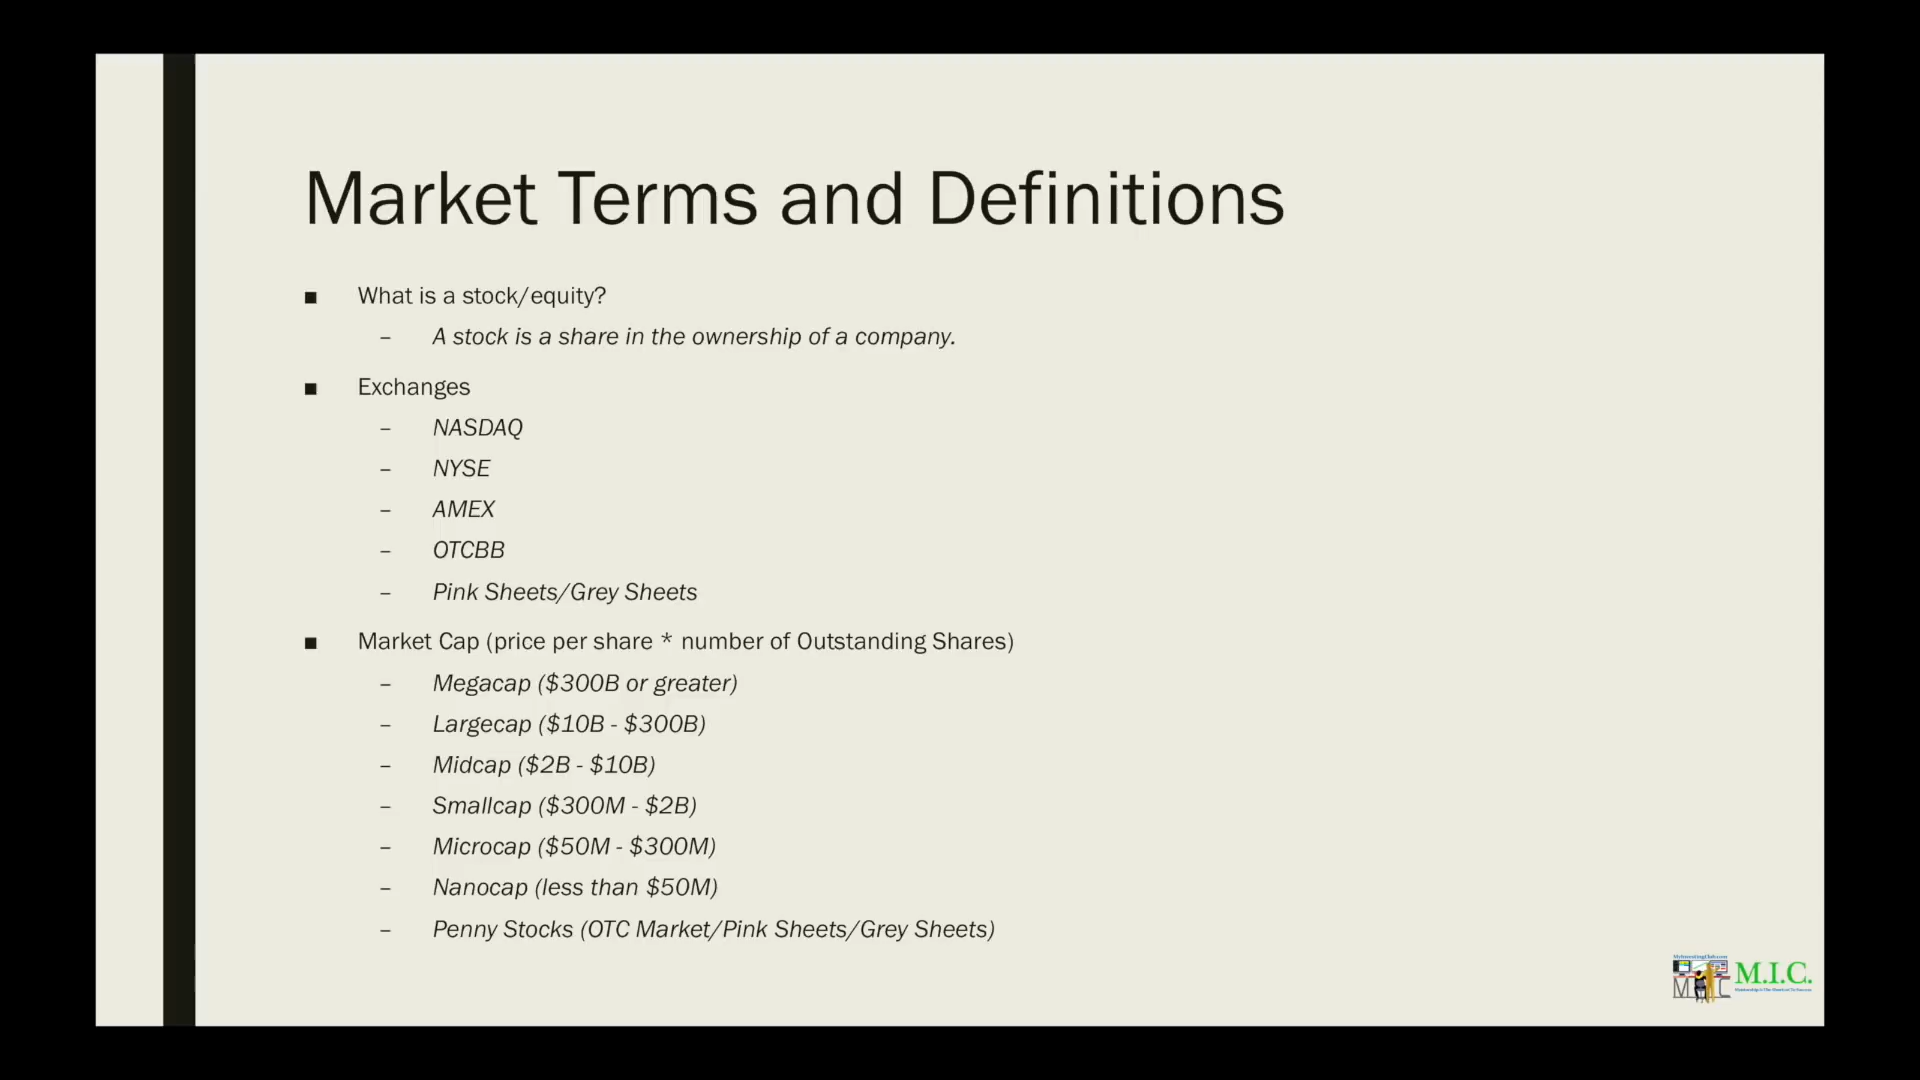 Market Terms and Definitions
■ What is a stock/equity?
– A stock is a share in the ownership of a company.
■ Exchanges
– NASDAQ
– NYSE
– AMEX
– OTCBB
– Pink Sheets/Grey Sheets
■ Market Cap (price per share * number of Outstanding Shares)
– Megacap ($300B or greater)
– Largecap ($10B - $300B)
– Midcap ($2B - $10B)
– Smallcap ($300M - $2B)
– Microcap ($50M - $300M)
– Nanocap (less than $50M)
– Penny Stocks (OTC Market/Pink Sheets/Grey Sheets)
MyInvestingClub.com
M.I.C.